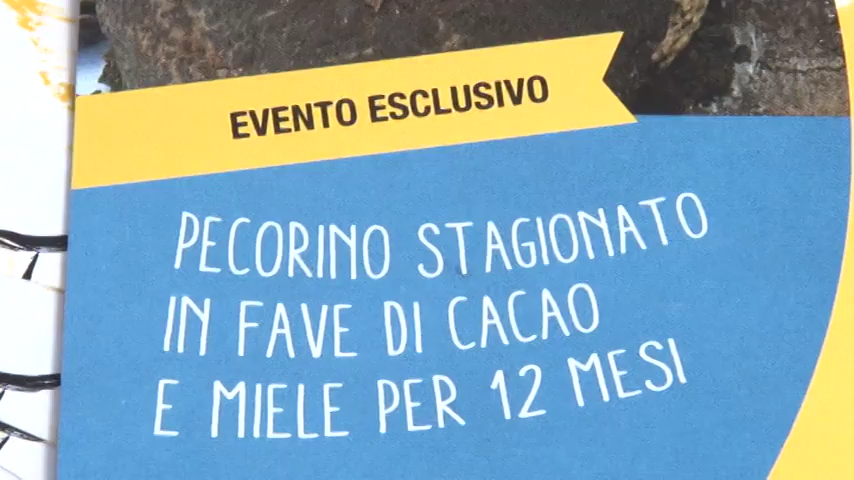 EVENTO ESCLUSIVO
PECORINO STAGIONATO
IN FAVE DI CACAO
E MIELE PER 12 MESI